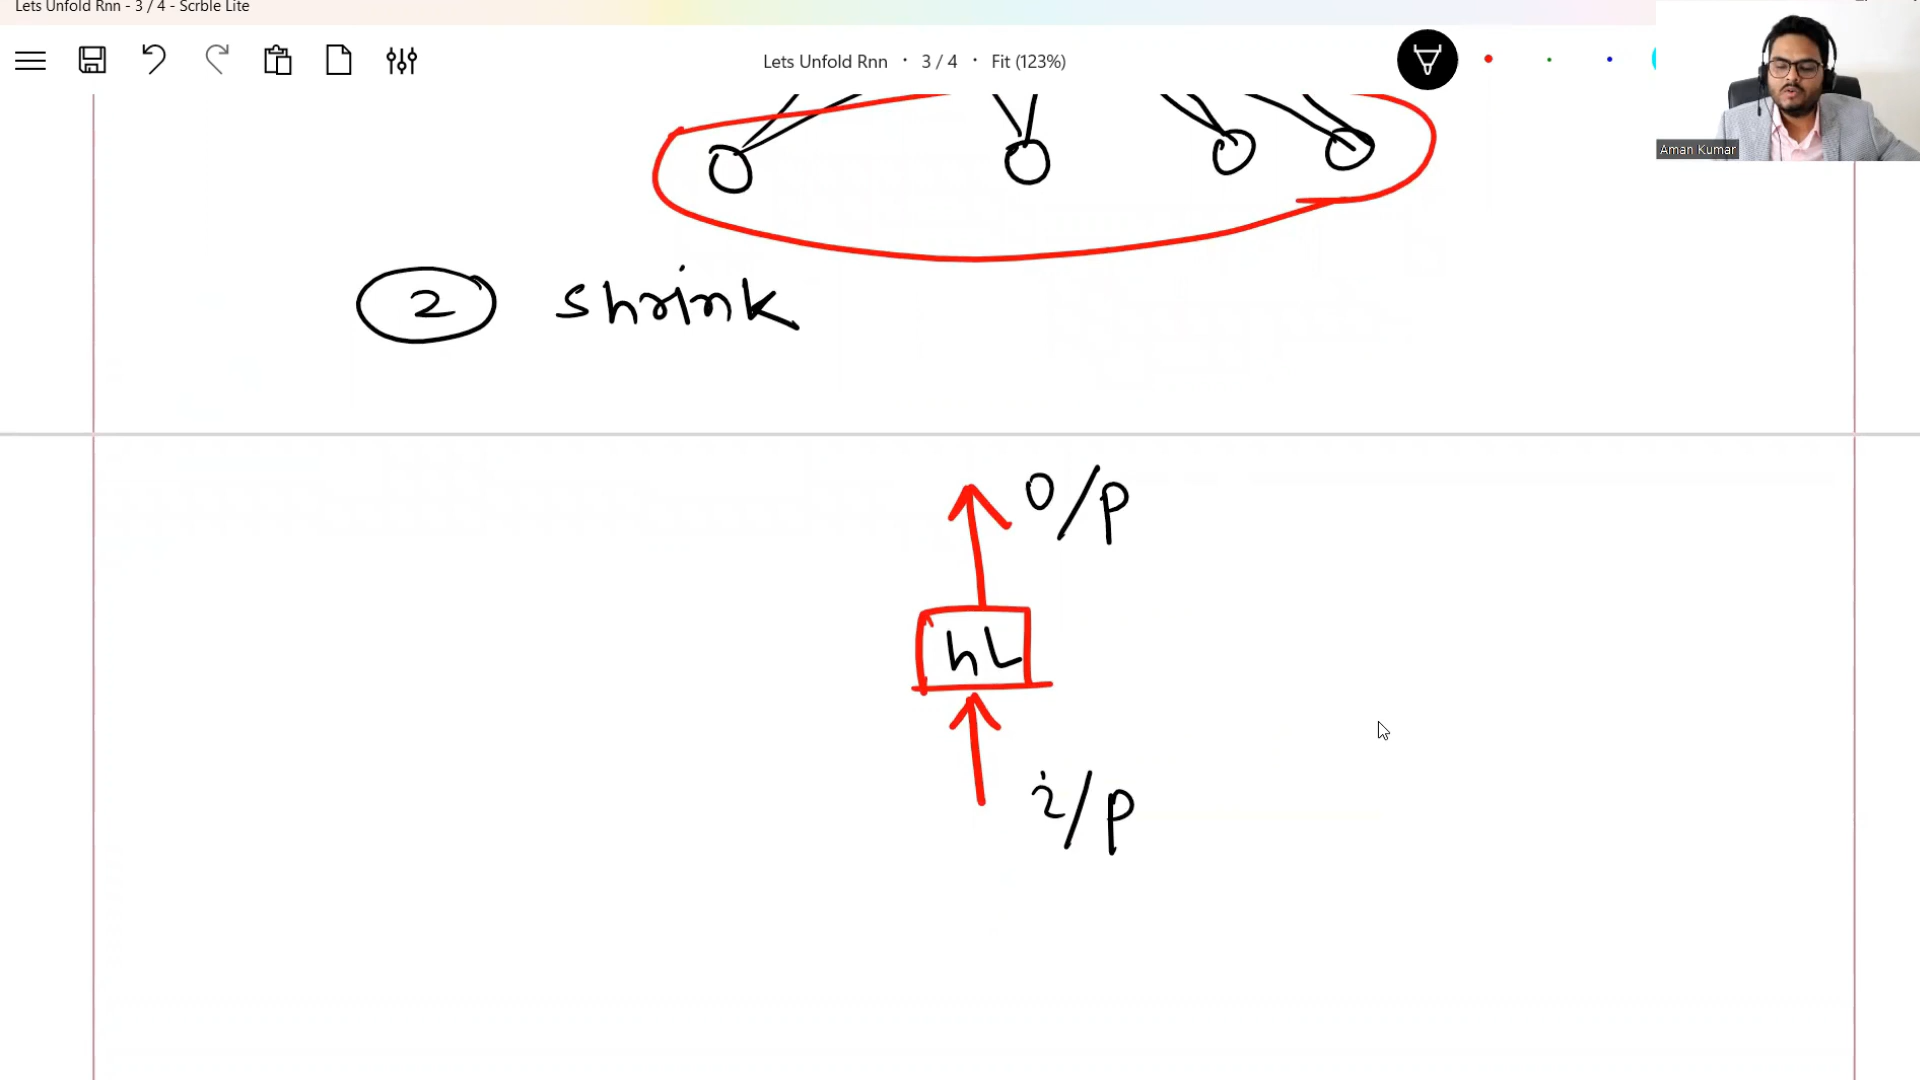 Lets Unfold Rnn - 3 / 4 - Scrble Lite
Lets Unfold Rnn • 3 / 4 • Fit (123%)
Aman Kumar
2 shrink
O/p
hL
i/p